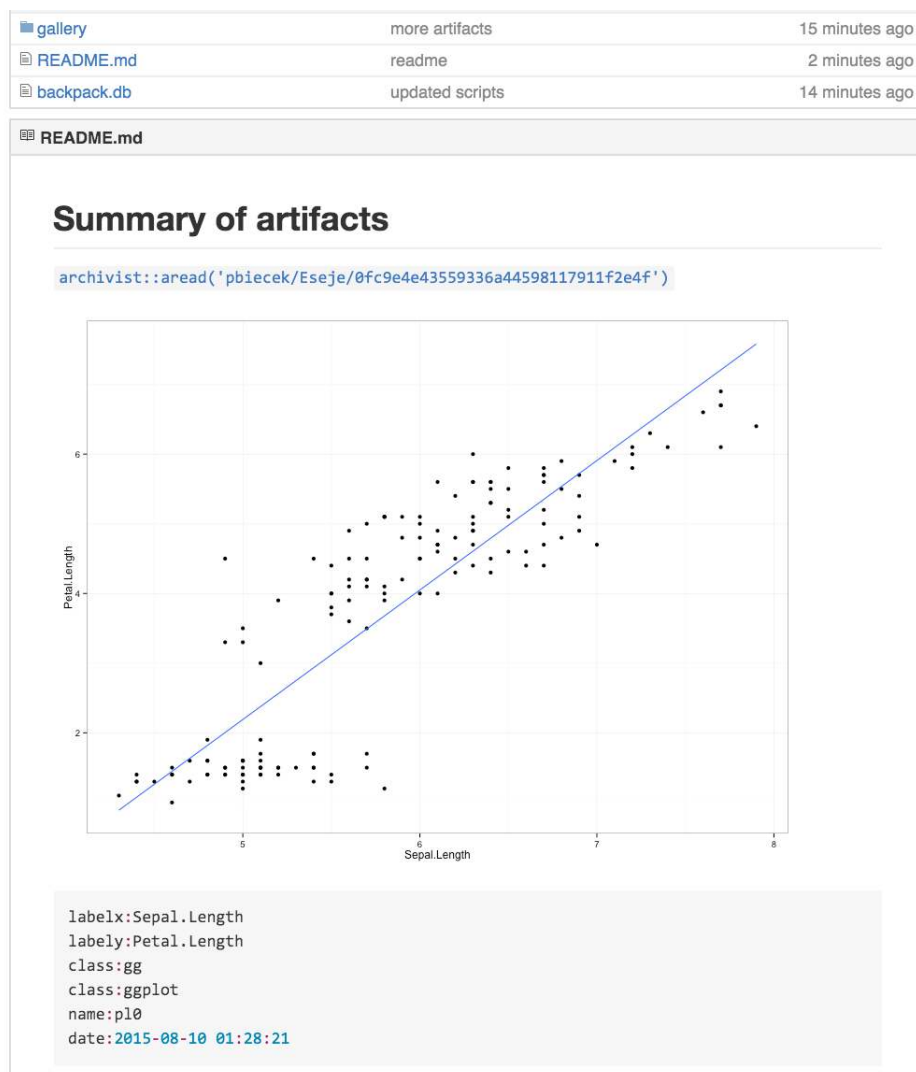 gallery more artifacts 15 minutes ago
README.md readme 2 minutes ago
backpack.db updated scripts 14 minutes ago
README.md
Summary of artifacts
archivist::aread('pbiecek/Eseje/0fc9e4e43559336a44598117911f2e4f')
6
4
2
Petal.Length
5 6 7 8
Sepal.Length
labelx:Sepal.Length
labely:Petal.Length
class:gg
class:ggplot
name:pl0
date:2015-08-10 01:28:21